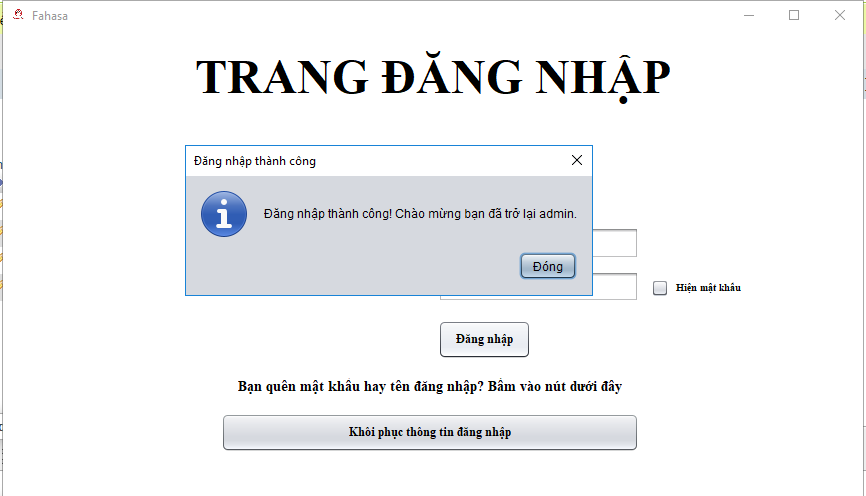 Fahasa
TRANG ĐĂNG NHẬP
Đăng nhập thành công
Đăng nhập thành công! Chào mừng bạn đã trở lại admin.
Đóng
Hiện mật khẩu
Đăng nhập
Bạn quên mật khẩu hay tên đăng nhập? Bấm vào nút dưới đây
Khôi phục thông tin đăng nhập